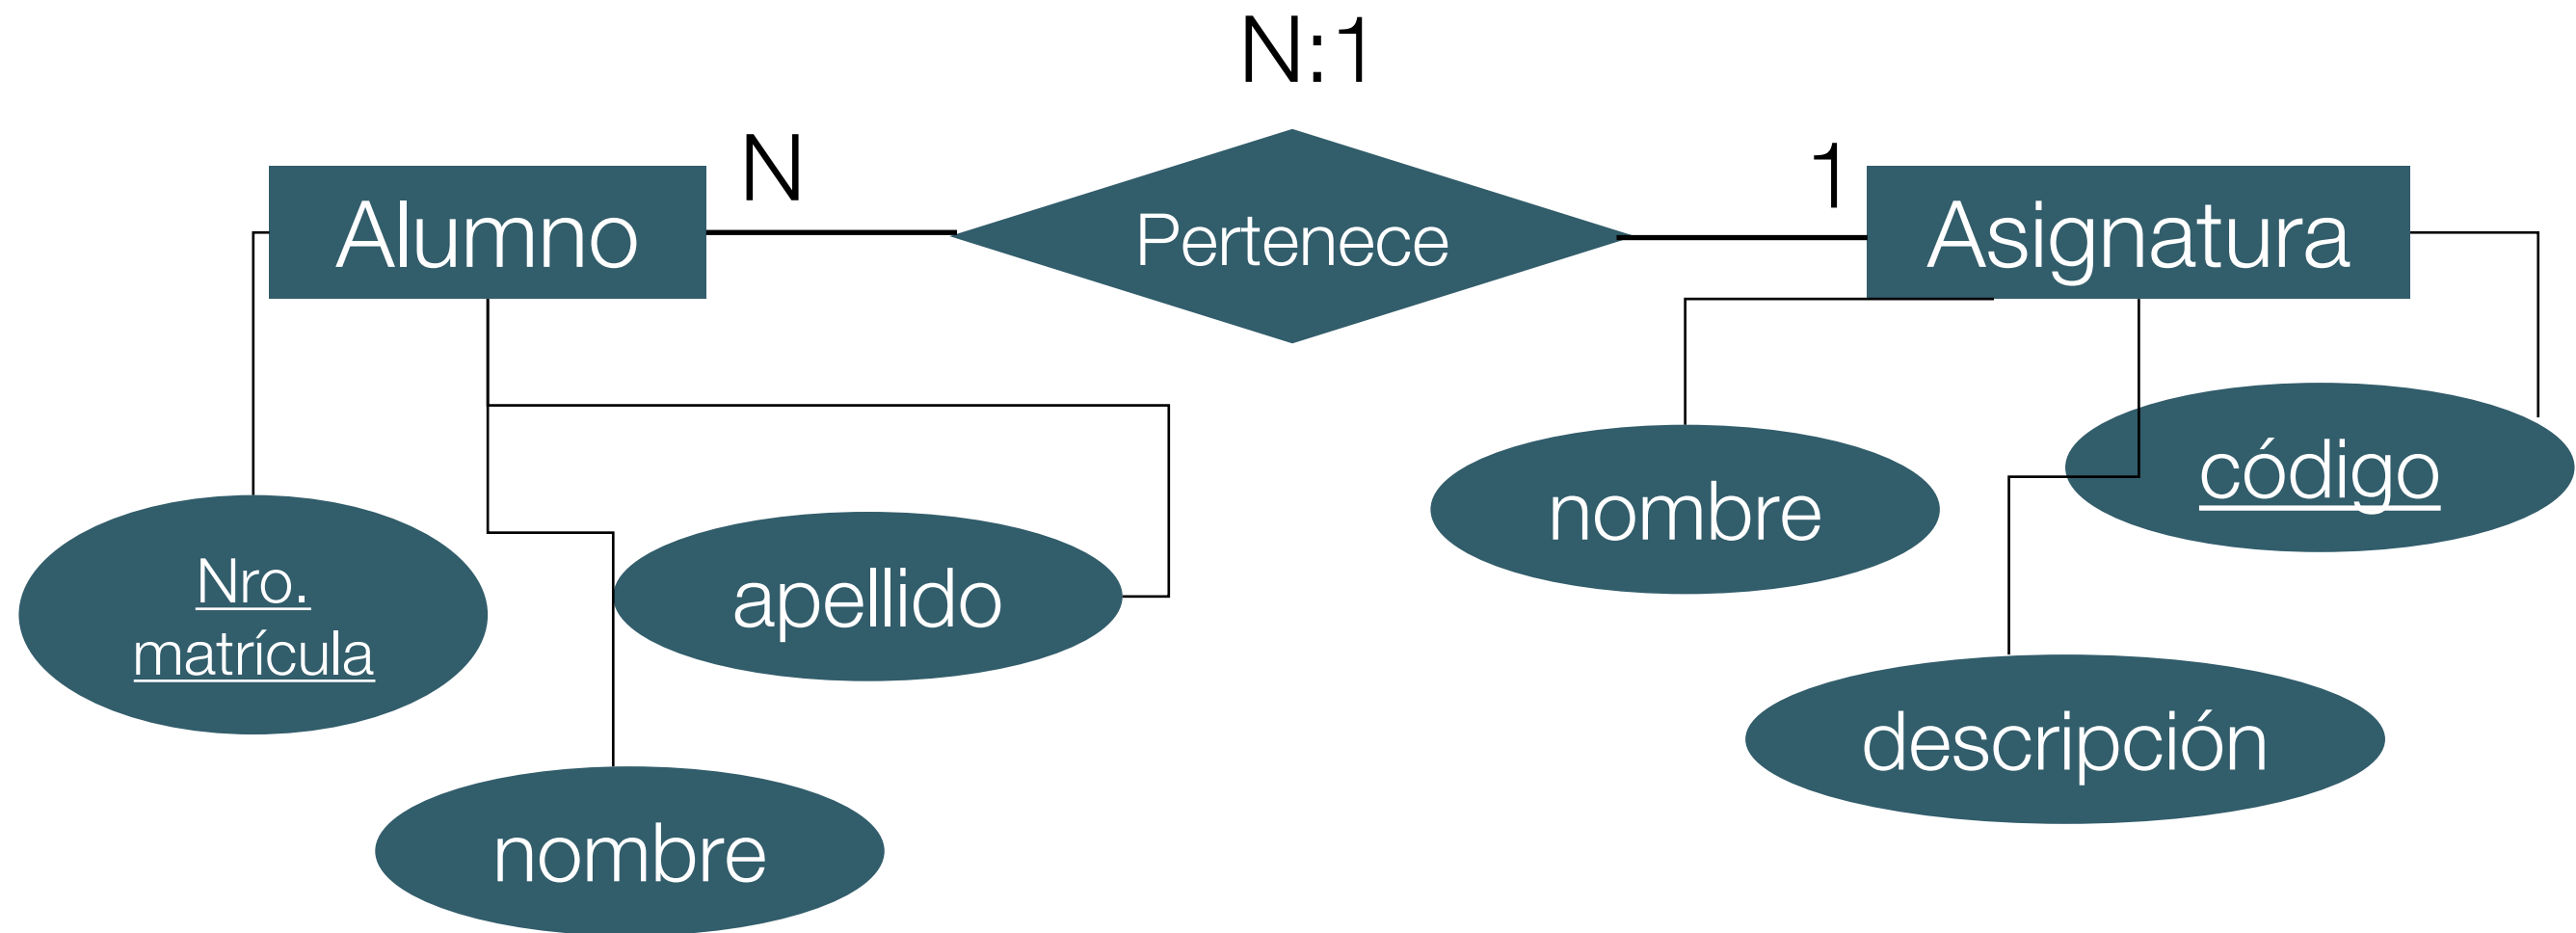 N:1
N
1
Alumno
Pertenece
Asignatura
código
nombre
Nro.
matrícula
apellido
descripción
nombre